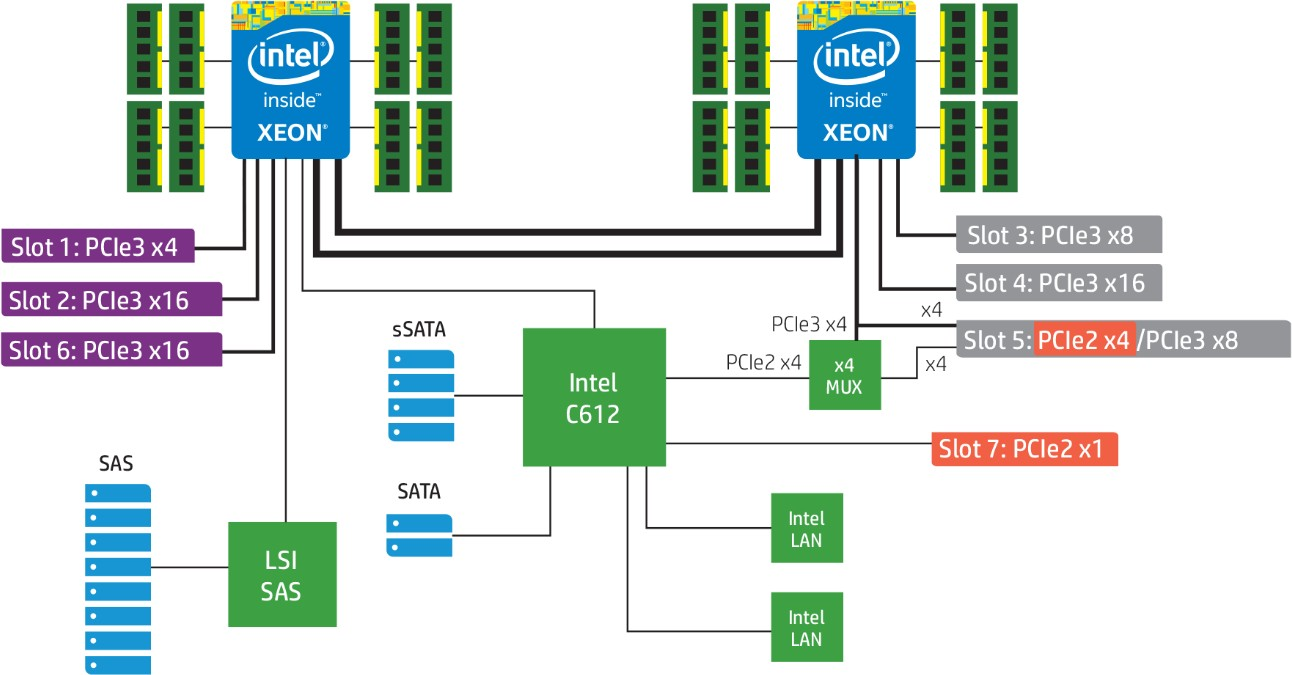 intel®
inside™
XEON®
intel®
inside™
XEON®
Slot 1: PCIe3 x4
Slot 2: PCIe3 x16
Slot 6: PCIe3 x16
Slot 3: PCIe3 x8
Slot 4: PCIe3 x16
x4
PCIe3 x4
Slot 5: PCIe2 x4/PCIe3 x8
sSATA
PCIe2 x4
x4
MUX
x4
Intel
C612
Slot 7: PCIe2 x1
SAS
SATA
Intel
LAN
LSI
SAS
Intel
LAN